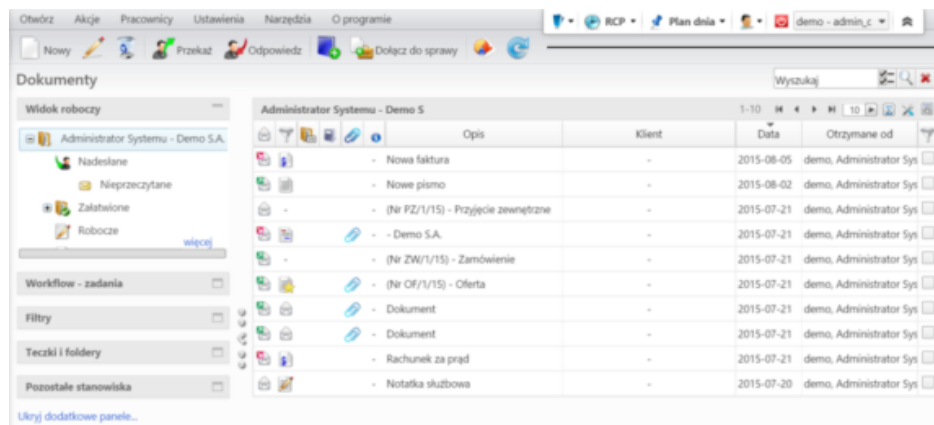 Otwórz Akcje Pracownicy Ustawienia Narzędzia O programie RCP Plan dnia demo - admin_c
Nowy Przekaż Odpowiedz Dołącz do sprawy
Dokumenty Wyszukaj
Widok roboczy
Administrator Systemu - Demo S.A.
Nadesłane
Nieprzeczytane
Załatwione
Robocze
więcej
Workflow - zadania
Filtry
Teczki i foldery
Pozostałe stanowiska
Ukryj dodatkowe panele...
Administrator Systemu - Demo S 1-10 10
Opis Klient Data Otrzymane od
- Nowa faktura - 2015-08-05 demo, Administrator Sys
- Nowe pismo - 2015-08-02 demo, Administrator Sys
- - (Nr PZ/1/15) - Przyjęcie zewnętrzne - 2015-07-21 demo, Administrator Sys
- - Demo S.A. - 2015-07-21 demo, Administrator Sys
- - (Nr ZW/1/15) - Zamówienie - 2015-07-21 demo, Administrator Sys
- (Nr OF/1/15) - Oferta - 2015-07-21 demo, Administrator Sys
- Dokument - 2015-07-21 demo, Administrator Sys
- Dokument - 2015-07-21 demo, Administrator Sys
- Rachunek za prąd - 2015-07-21 demo, Administrator Sys
- Notatka służbowa - 2015-07-20 demo, Administrator Sys